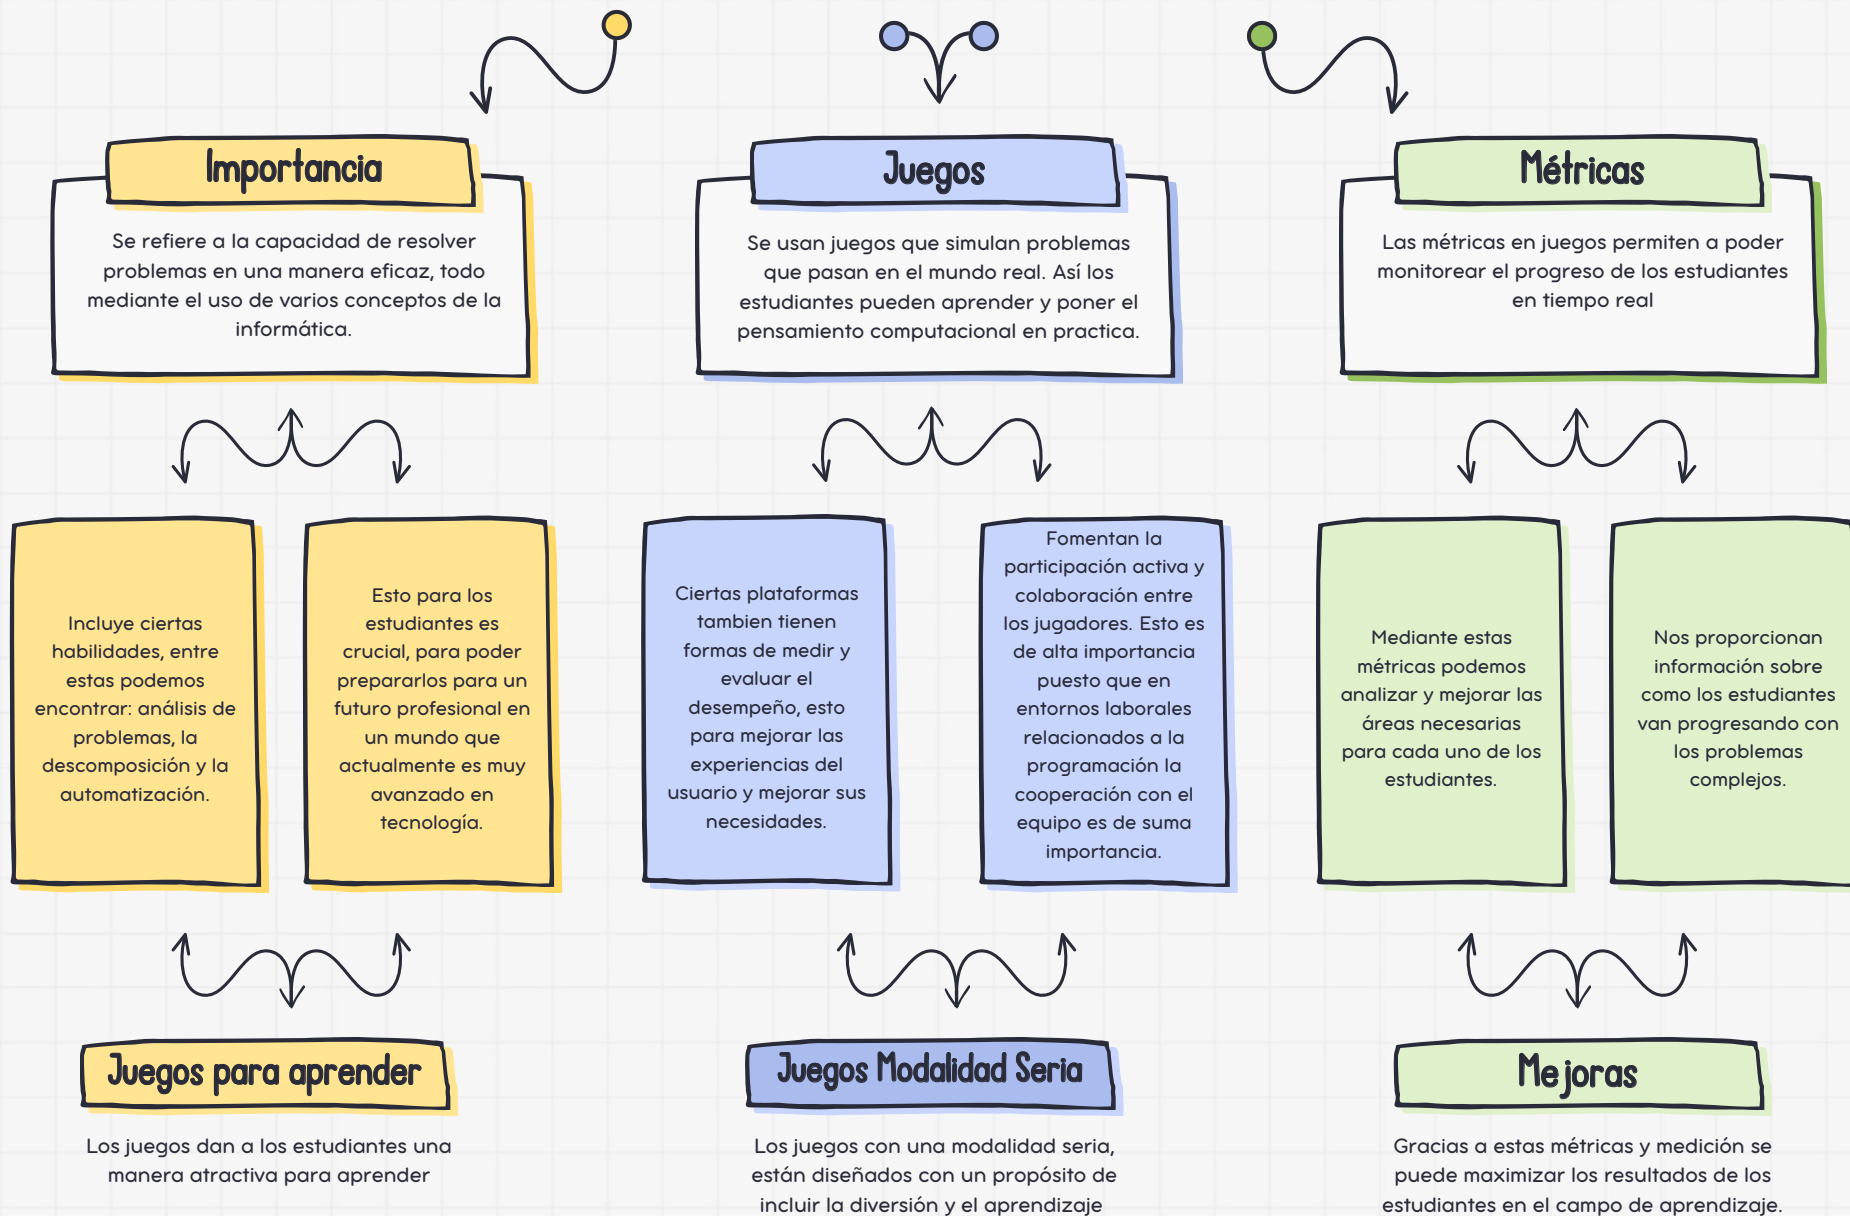 Importancia
Se refiere a la capacidad de resolver
problemas en una manera eficaz, todo
mediante el uso de varios conceptos de la
informática.
Juegos
Se usan juegos que simulan problemas
que pasan en el mundo real. Así los
estudiantes pueden aprender y poner el
pensamiento computacional en practica.
Métricas
Las métricas en juegos permiten a poder
monitorear el progreso de los estudiantes
en tiempo real
Incluye ciertas
habilidades, entre
estas podemos
encontrar: análisis de
problemas, la
descomposición y la
automatización.
Esto para los
estudiantes es
crucial, para poder
prepararlos para un
futuro profesional en
un mundo que
actualmente es muy
avanzado en
tecnología.
Ciertas plataformas
tambien tienen
formas de medir y
evaluar el
desempeño, esto
para mejorar las
experiencias del
usuario y mejorar sus
necesidades.
Fomentan la
participación activa y
colaboración entre
los jugadores. Esto es
de alta importancia
puesto que en
entornos laborales
relacionados a la
programación la
cooperación con el
equipo es de suma
importancia.
Mediante estas
métricas podemos
analizar y mejorar las
áreas necesarias
para cada uno de los
estudiantes.
Nos proporcionan
información sobre
como los estudiantes
van progresando con
los problemas
complejos.
Juegos para aprender
Los juegos dan a los estudiantes una
manera atractiva para aprender
Juegos Modalidad Seria
Los juegos con una modalidad seria,
están diseñados con un propósito de
incluir la diversión y el aprendizaje
Mejoras
Gracias a estas métricas y medición se
puede maximizar los resultados de los
estudiantes en el campo de aprendizaje.